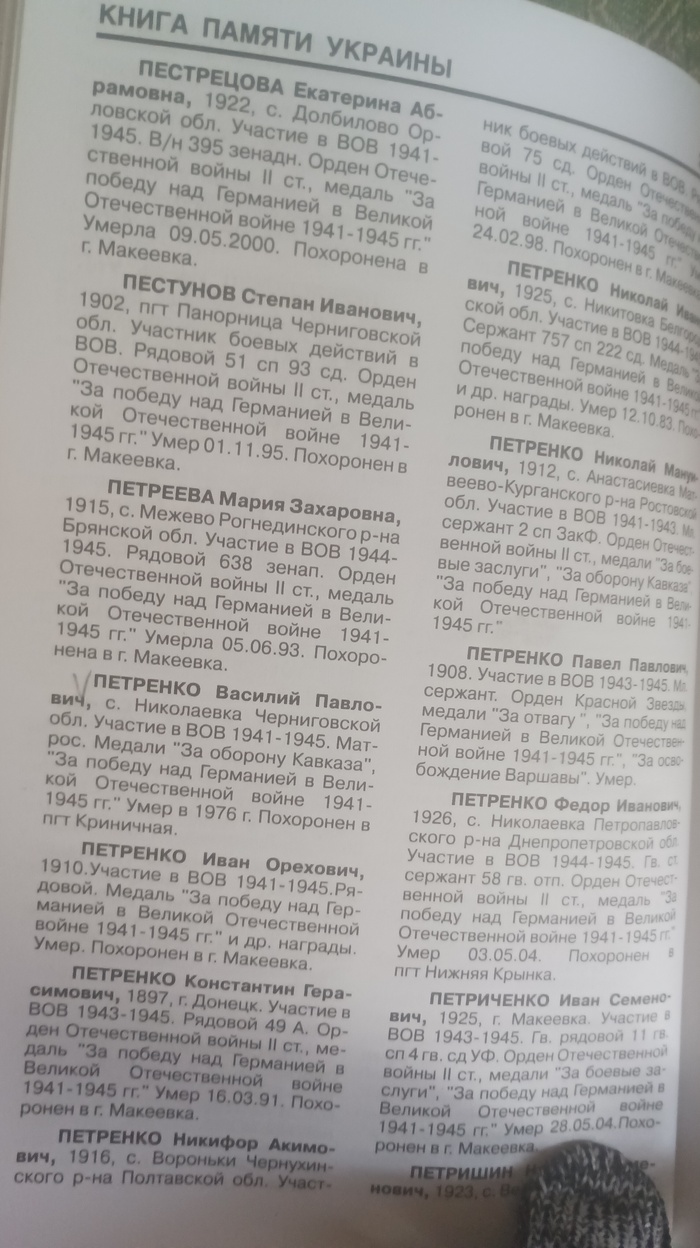 КНИГА ПАМЯТИ УКРАИНЫ
ПЕСТРЕЦОВА Екатерина Аб-
рамовна, 1922, с. Долбилово Ор-
ловской обл. Участие в ВОВ 1941-
1945. В/н 395 зенадн. Орден Отече-
ственной войны II ст., медаль "За
победу над Германией в Великой
Отечественной войне 1941-1945 гг."
Умерла 09.05.2000. Похоронена в
г. Макеевка.
ПЕСТУНОВ Степан Иванович,
1902, пгт Панорница Черниговской
обл. Участник боевых действий в
ВОВ. Рядовой 51 сп 93 сд. Орден
Отечественной войны II ст., медаль
"За победу над Германией в Вели-
кой Отечественной войне 1941-
1945 гг." Умер 01.11.95. Похоронен в
г. Макеевка.
ПЕТРЕЕВА Мария Захаровна,
1915, с. Межево Рогнединского р-на
Брянской обл. Участие в ВОВ 1944-
1945. Рядовой 638 зенап. Орден
Отечественной войны II ст., медаль
"За победу над Германией в Вели-
кой Отечественной войне 1941-
1945 гг." Умерла 05.06.93. Похоро-
нена в г. Макеевка.
ПЕТРЕНКО Василий Павло-
вич, с. Николаевка Черниговской
обл. Участие в ВОВ 1941-1945. Мат-
рос. Медали "За оборону Кавказа",
"За победу над Германией в Вели-
кой Отечественной войне 1941-
1945 гг." Умер в 1976 г. Похоронен в
пгт Криничная.
ПЕТРЕНКО Иван Орехович,
1910.Участие в ВОВ 1941-1945.Ря-
довой. Медаль "За победу над Гер-
манией в Великой Отечественной
войне 1941-1945 гг." и др. награды.
Умер. Похоронен в г. Макеевка.
ПЕТРЕНКО Константин Гера-
симович, 1897, г. Донецк. Участие в
ВОВ 1943-1945. Рядовой 49 А. Ор-
ден Отечественной войны II ст., ме-
даль "За победу над Германией в
Великой Отечественной войне
1941-1945 гг." Умер 16.03.91. Похо-
ронен в г. Макеевка.
ПЕТРЕНКО Никифор Акимо-
вич, 1916, с. Вороньки Чернухин-
ского р-на Полтавской обл. Участ-
ник боевых действий в ВОВ.
вой 75 сд. Орден Отечествен
войны II ст., медаль "За победу
Германией в Великой Отечествен
ной войне 1941-1945 гг."
24.02.98. Похоронен в г. Макеевка
ПЕТРЕНКО Николай Ива
вич, 1925, с. Никитовка Белгород
ской обл. Участие в ВОВ 1944-194
Сержант 757 сп 222 сд. Медаль "З
победу над Германией в Великой
Отечественной войне 1941-1945 гг"
и др. награды. Умер 12.10.83. Похо
ронен в г. Макеевка.
ПЕТРЕНКО Николай Мануи
лович, 1912, с. Анастасиевка Мат-
веево-Курганского р-на Ростовской
обл. Участие в ВОВ 1941-1943. Мл.
сержант 2 сп ЗакФ. Орден Отечест-
венной войны II ст., медали "За бое-
вые заслуги", "За оборону Кавказа"
"За победу над Германией в Вели-
кой Отечественной войне 1941-
1945 гг."
ПЕТРЕНКО Павел Павлович,
1908. Участие в ВОВ 1943-1945. Мл.
сержант. Орден Красной Звезды,
медали "За отвагу ", "За победу над
Германией в Великой Отечествен-
ной войне 1941-1945 гг.", "За осво-
бождение Варшавы". Умер.
ПЕТРЕНКО Федор Иванович,
1926, с. Николаевка Петропавлов-
ского р-на Днепропетровской обл.
Участие в ВОВ 1944-1945. Гв. ст.
сержант 58 гв. отп. Орден Отечест-
венной войны II ст., медаль "За
победу над Германией в Великой
Отечественной войне 1941-1945 гг."
Умер 03.05.04. Похоронен в
пгт Нижняя Крынка.
ПЕТРИЧЕНКО Иван Семено-
вич, 1925, г. Макеевка. Участие в
ВОВ 1943-1945. Гв. рядовой 11 гв.
сп 4 гв. сд УФ. Орден Отечественной
войны II ст., медали "За боевые за-
слуги", "За победу над Германией в
Великой Отечественной войне
1941-1945 гг." Умер 28.05.04.Похо-
ронен в г. Макеевка.
ПЕТРИШИН
нович, 1923, с.